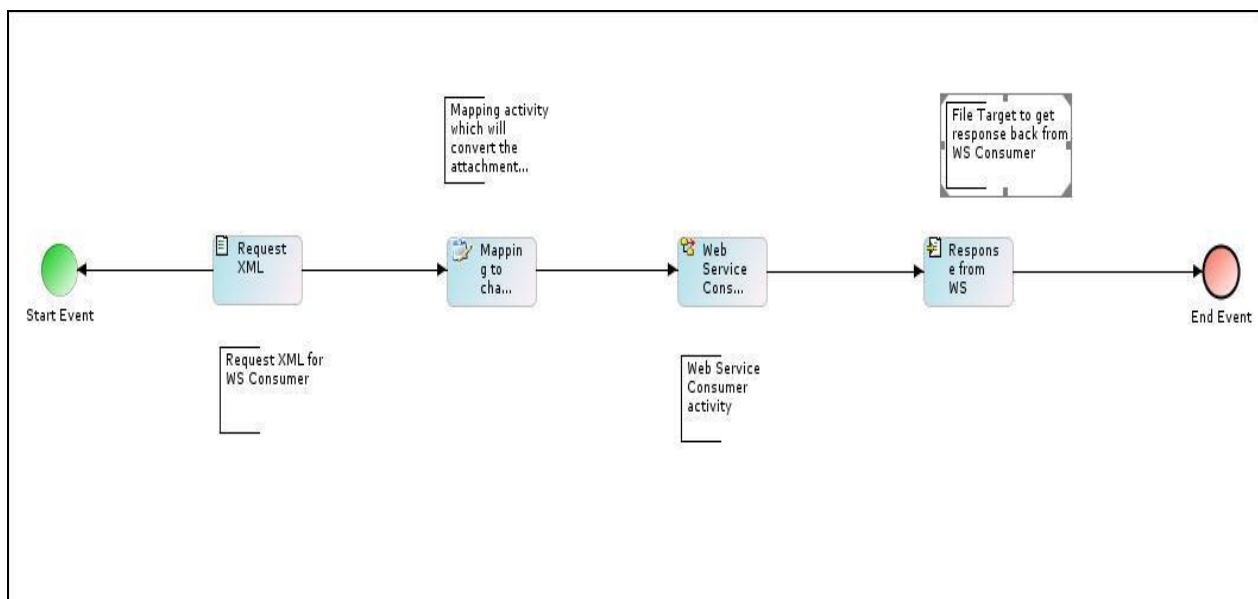 Mapping activity
which will
convert the
attachment...
File Target to get
response back from
WS Consumer
Request
XML
Mappin
g to
cha...
Web
Service
Cons...
Respons
e from
WS
Start Event
End Event
Request XML for
WS Consumer
Web Service
Consumer
activity